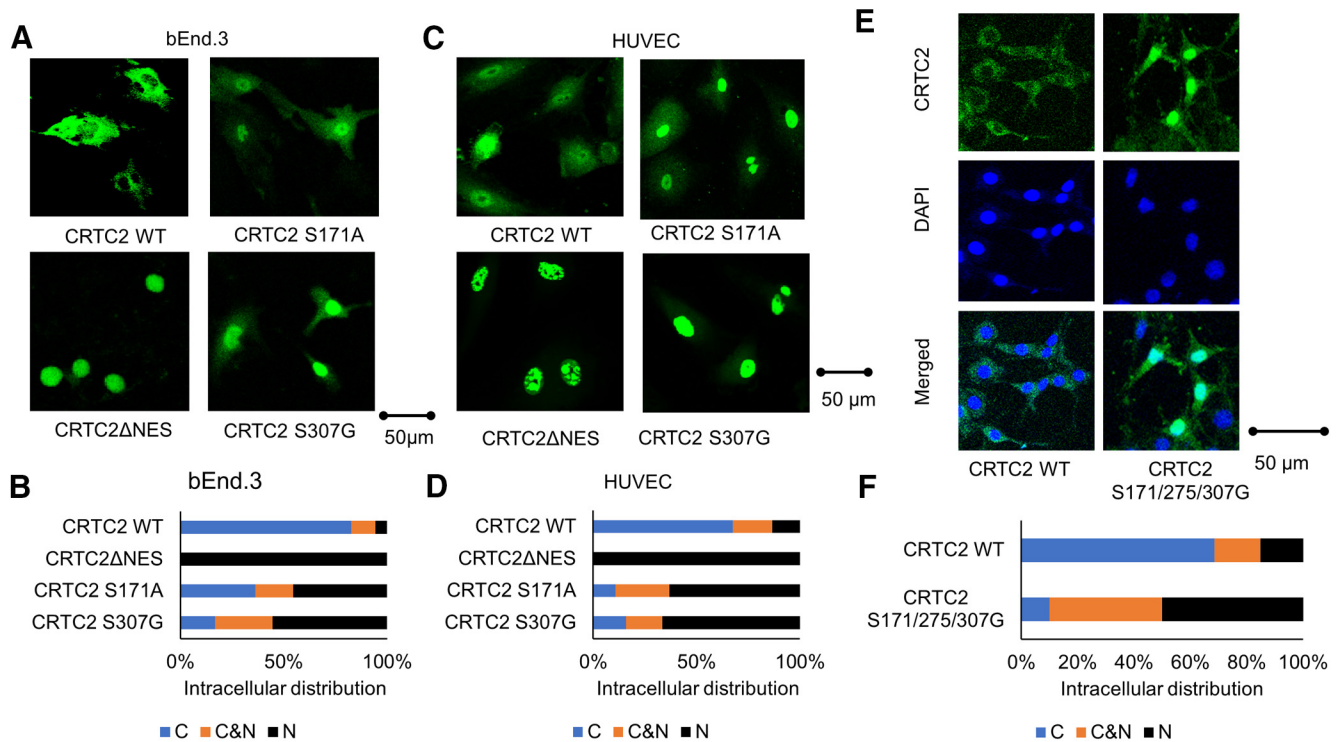 A
bEnd.3
CRTC2 WT
CRTC2 S171A
CRTC2ΔNES
CRTC2 S307G
50µm
C
HUVEC
CRTC2 WT
CRTC2 S171A
CRTC2ΔNES
CRTC2 S307G
50 µm
E
CRTC2
DAPI
Merged
CRTC2 WT
CRTC2
S171/275/307G
50 µm
B
bEnd.3
CRTC2 WT
CRTC2ΔNES
CRTC2 S171A
CRTC2 S307G
0% 50% 100%
Intracellular distribution
C C&N N
D
HUVEC
CRTC2 WT
CRTC2ΔNES
CRTC2 S171A
CRTC2 S307G
0% 50% 100%
Intracellular distribution
C C&N N
F
CRTC2 WT
CRTC2
S171/275/307G
0% 20% 40% 60% 80% 100%
Intracellular distribution
C C&N N